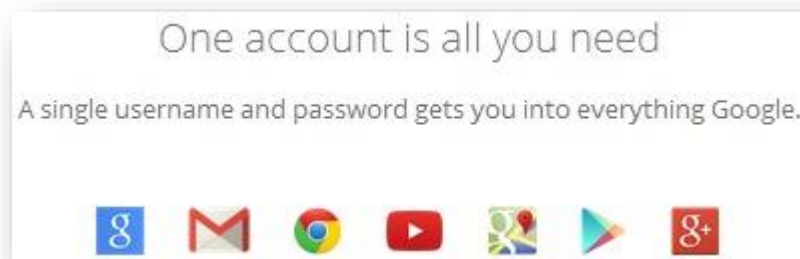 One account is all you need
A single username and password gets you into everything Google.
g g g+